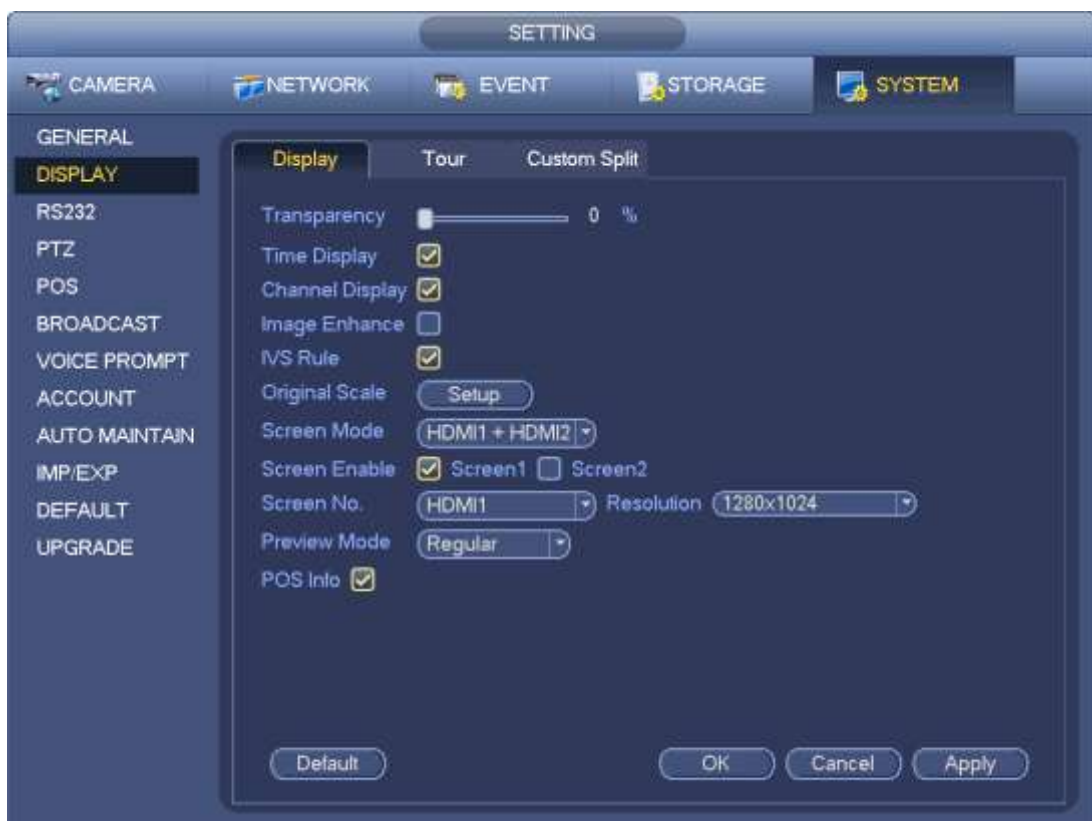 SETTING
CAMERA NETWORK EVENT STORAGE SYSTEM
GENERAL
DISPLAY
RS232
PTZ
POS
BROADCAST
VOICE PROMPT
ACCOUNT
AUTO MAINTAIN
IMP/EXP
DEFAULT
UPGRADE
Display Tour Custom Split
Transparency 0 %
Time Display
Channel Display
Image Enhance
IVS Rule
Original Scale Setup
Screen Mode HDMI1 + HDMI2
Screen Enable Screen1 Screen2
Screen No. HDMI1 Resolution 1280x1024
Preview Mode Regular
POS Info
Default OK Cancel Apply